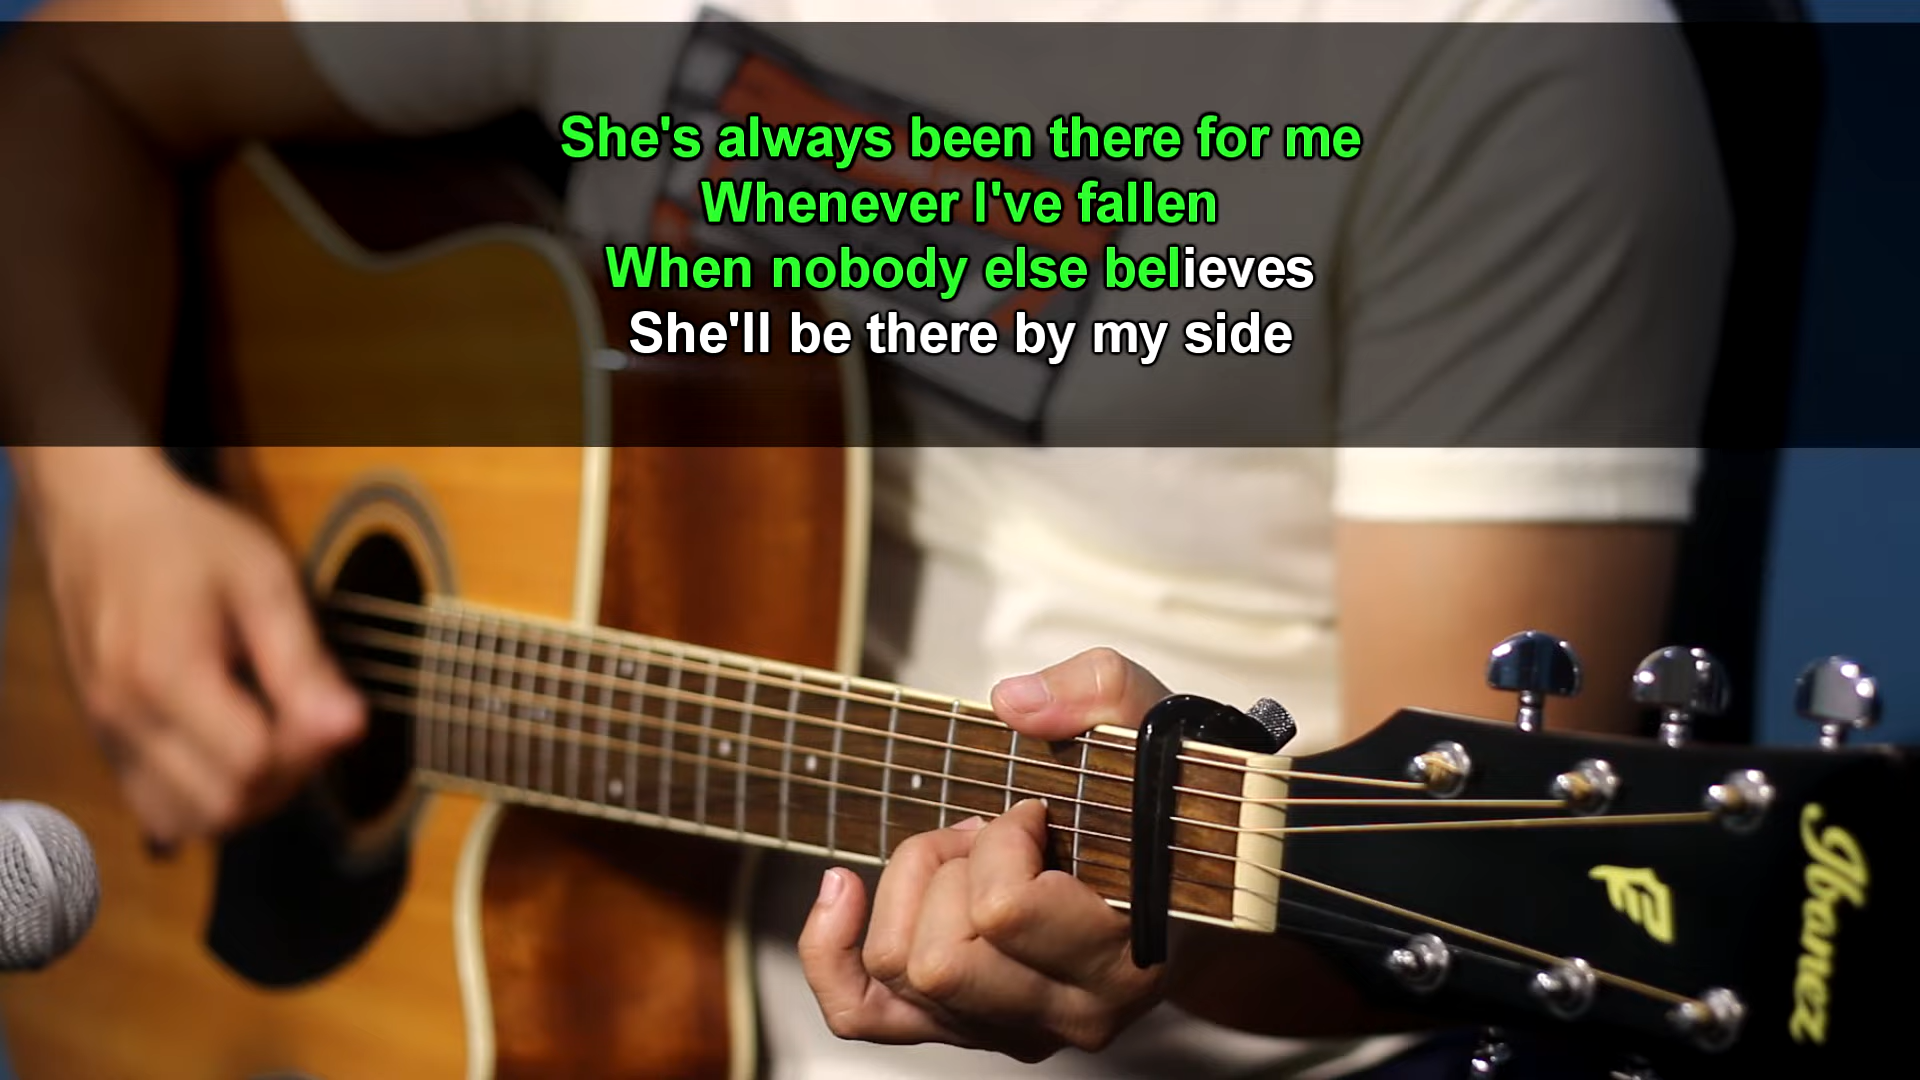 She's always been there for me
Whenever I've fallen
When nobody else believes
She'll be there by my side
Ibanez